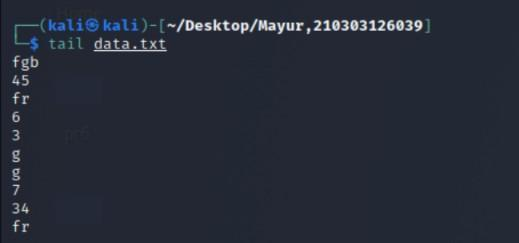 ┌──(kali㉿kali)-[~/Desktop/Mayur,210303126039]
└─$ tail data.txt
fgb
45
fr
6
3
g
g
7
34
fr